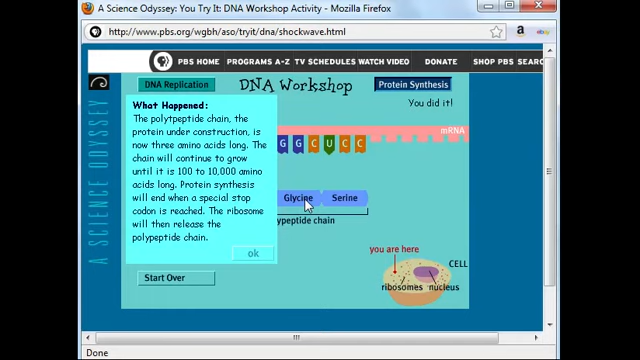 A Science Odyssey: You Try It: DNA Workshop Activity - Mozilla Firefox
http://www.pbs.org/wgbh/aso/tryit/dna/shockwave.html
PBS HOME PROGRAMS A-Z TV SCHEDULES WATCH VIDEO DONATE SHOP PBS SEARC
DNA Replication
DNA Workshop
Protein Synthesis
You did it!
What Happened:
The polytpeptide chain, the
protein under construction, is
now three amino acids long. The
chain will continue to grow
until it is 100 to 10,000 amino
acids long. Protein synthesis
will end when a special stop
codon is reached. The ribosome
will then release the
polypeptide chain.
ok
mRNA
G G C U C C
Glycine Serine
ypeptide chain
you are here
CELL
ribosomes nucleus
Start Over
A SCIENCE ODYSSEY
Done